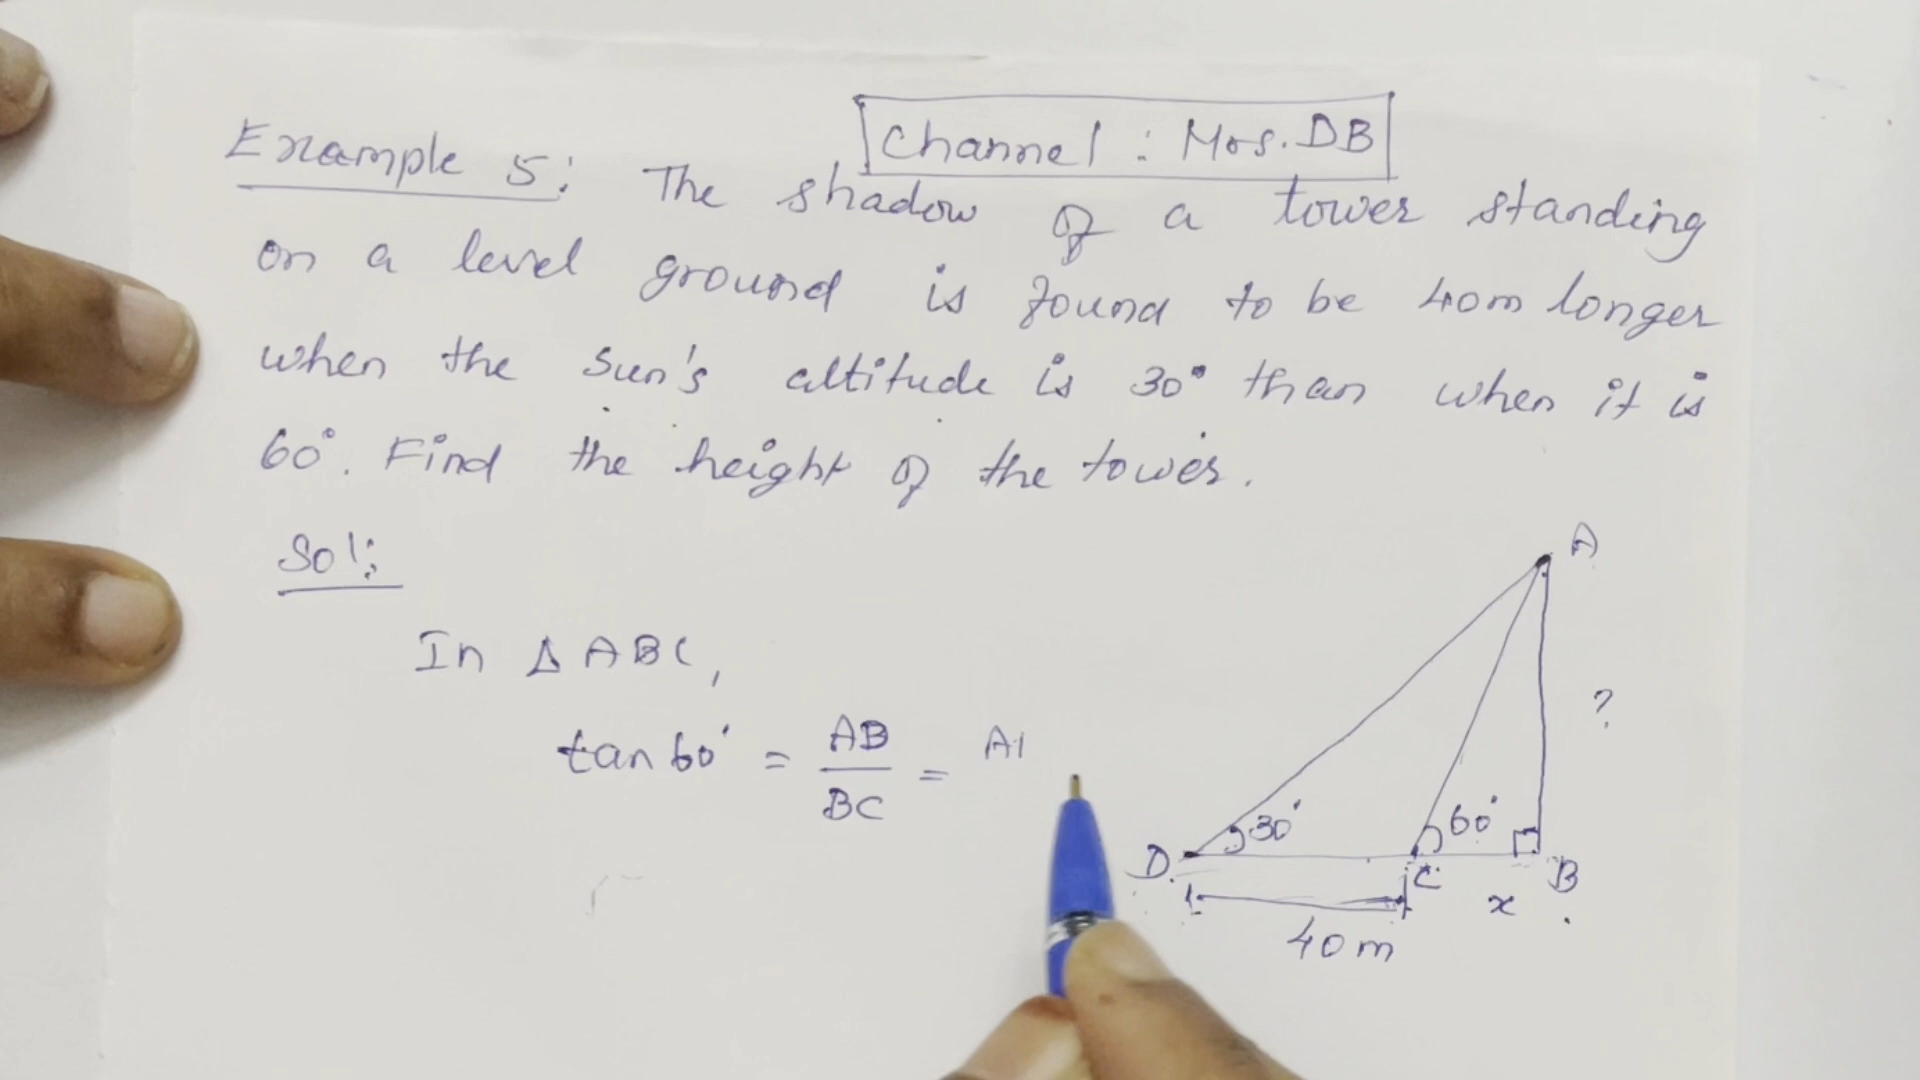 Channel : Mrs. DB
Example 5: The shadow of a tower standing
on a level ground is found to be 40m longer
when the Sun's altitude is 30° than when it is
60°. Find the height of the tower.
Sol:
In Δ ABC,
tan 60° = AB/BC = A
A
?
30°
60°
D
C
B
x
40 m